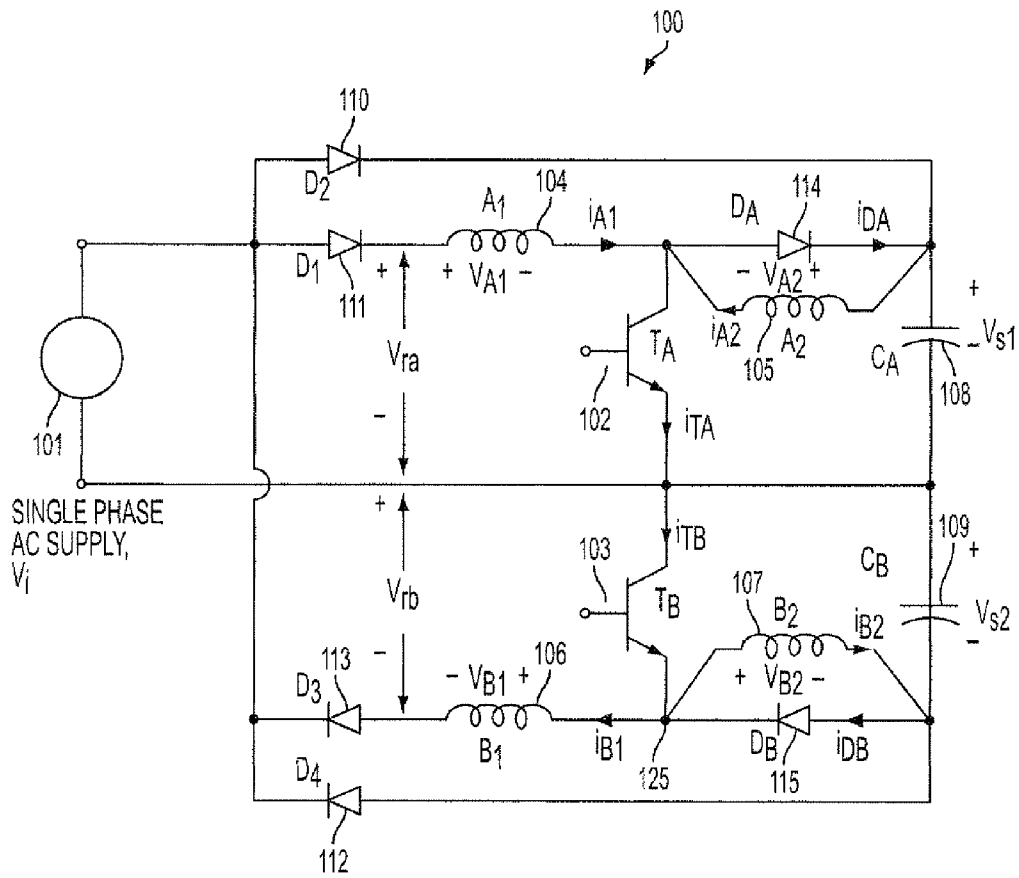 100
110
D2
A1
104
iA1
DA
114
iDA
D1
111
+
+ VA1 -
- VA2 +
iA2
105
A2
+
Vs1
-
CA
108
Vra
TA
102
iTA
-
101
SINGLE PHASE
AC SUPPLY,
Vi
+
iTB
103
TB
Vrb
109
CB
+
107
B2
iB2
Vs2
-
-
D3
113
- VB1 +
106
+ VB2 -
iB1
B1
125
DB
115
iDB
D4
112